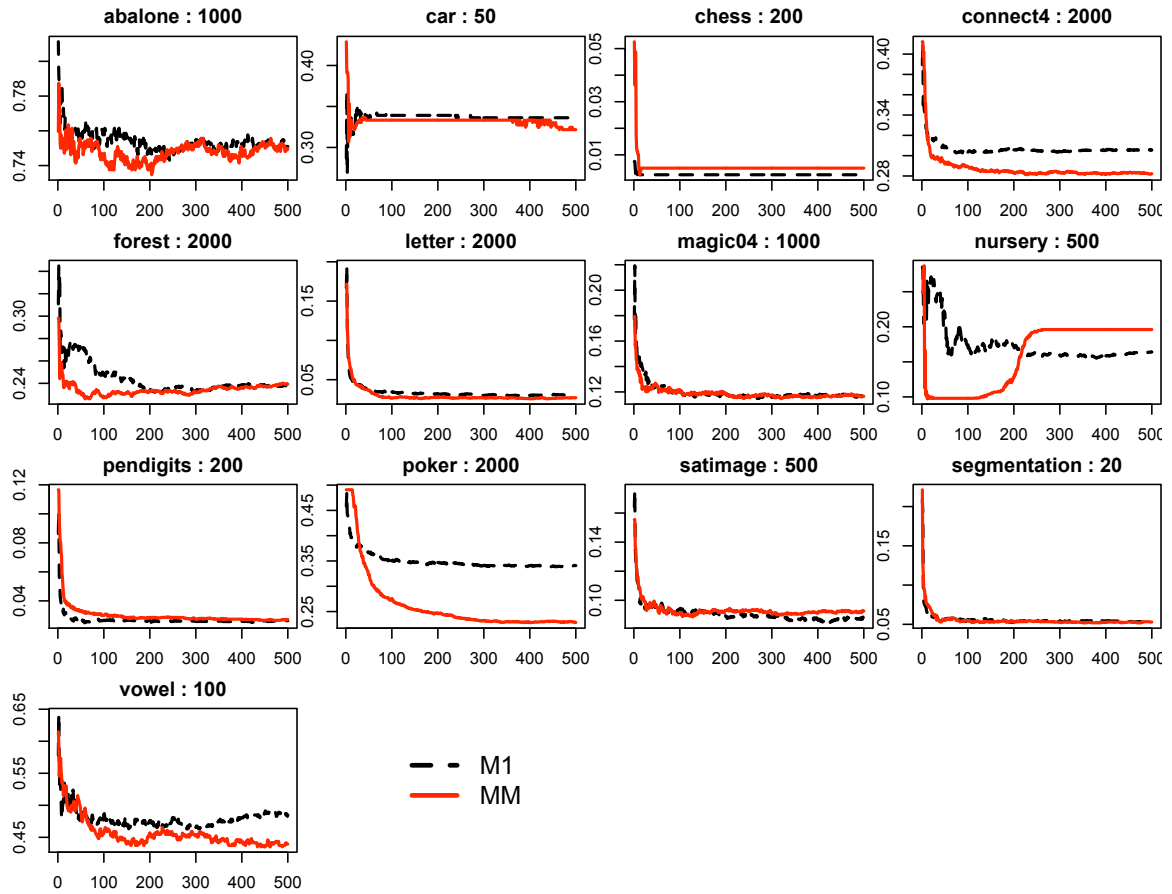 abalone : 1000
0.74 0.78
0 100 200 300 400 500
car : 50
0.30 0.40
0 100 200 300 400 500
chess : 200
0.01 0.03 0.05
0 100 200 300 400 500
connect4 : 2000
0.28 0.34 0.40
0 100 200 300 400 500
forest : 2000
0.24 0.30
0 100 200 300 400 500
letter : 2000
0.05 0.15
0 100 200 300 400 500
magic04 : 1000
0.12 0.16 0.20
0 100 200 300 400 500
nursery : 500
0.10 0.20
0 100 200 300 400 500
pendigits : 200
0.04 0.08 0.12
0 100 200 300 400 500
poker : 2000
0.25 0.35 0.45
0 100 200 300 400 500
satimage : 500
0.10 0.14
0 100 200 300 400 500
segmentation : 20
0.05 0.15
0 100 200 300 400 500
vowel : 100
0.45 0.55 0.65
0 100 200 300 400 500
M1
MM